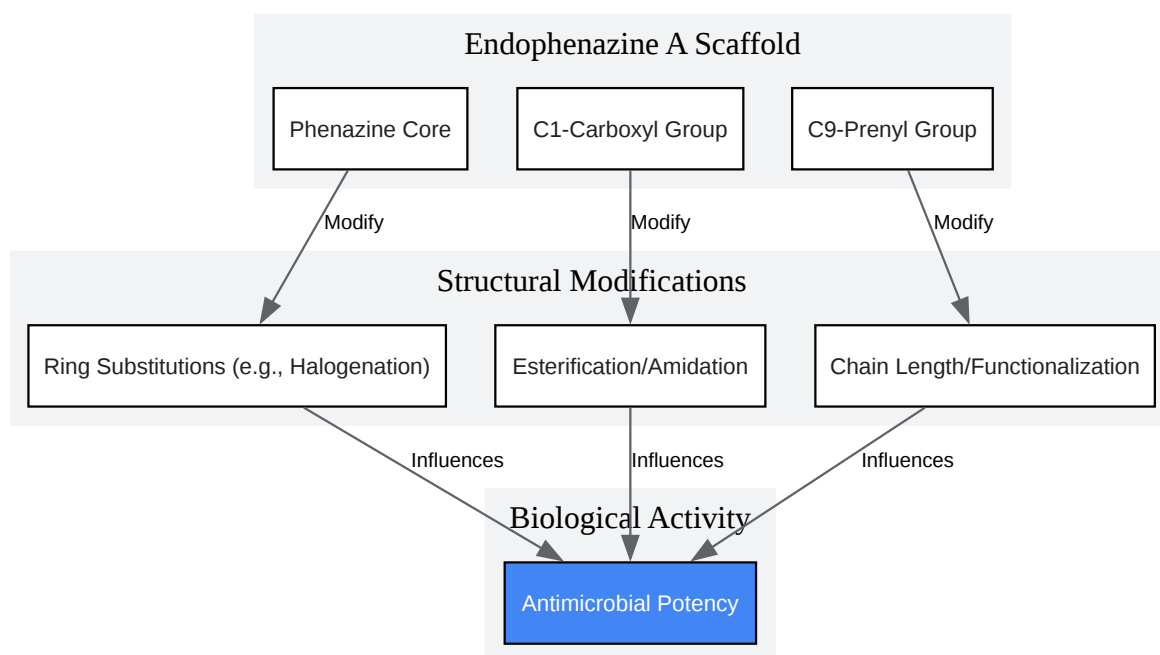 Endophenazine A Scaffold
Phenazine Core
C1-Carboxyl Group
C9-Prenyl Group
Modify
Modify
Modify
Structural Modifications
Ring Substitutions (e.g., Halogenation)
Esterification/Amidation
Chain Length/Functionalization
Influences
Influences
Influences
Biological Activity
Antimicrobial Potency